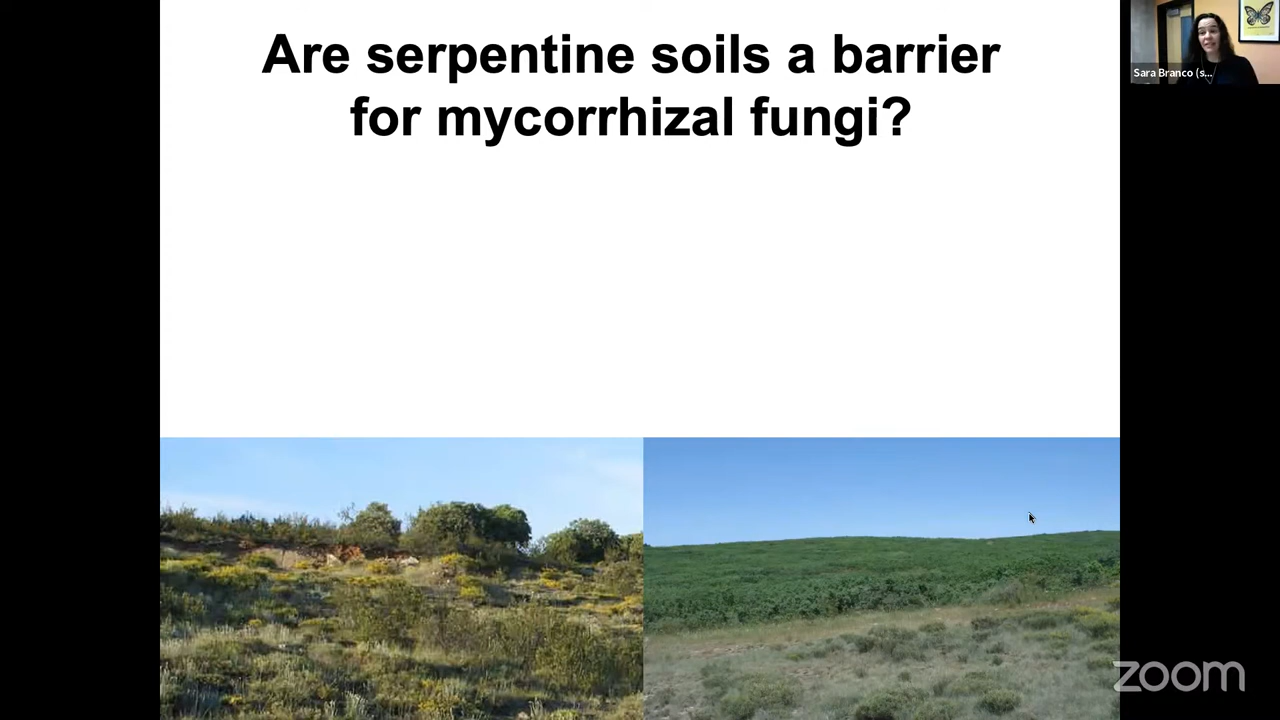 Are serpentine soils a barrier
for mycorrhizal fungi?
Sara Branco (s...
zoom